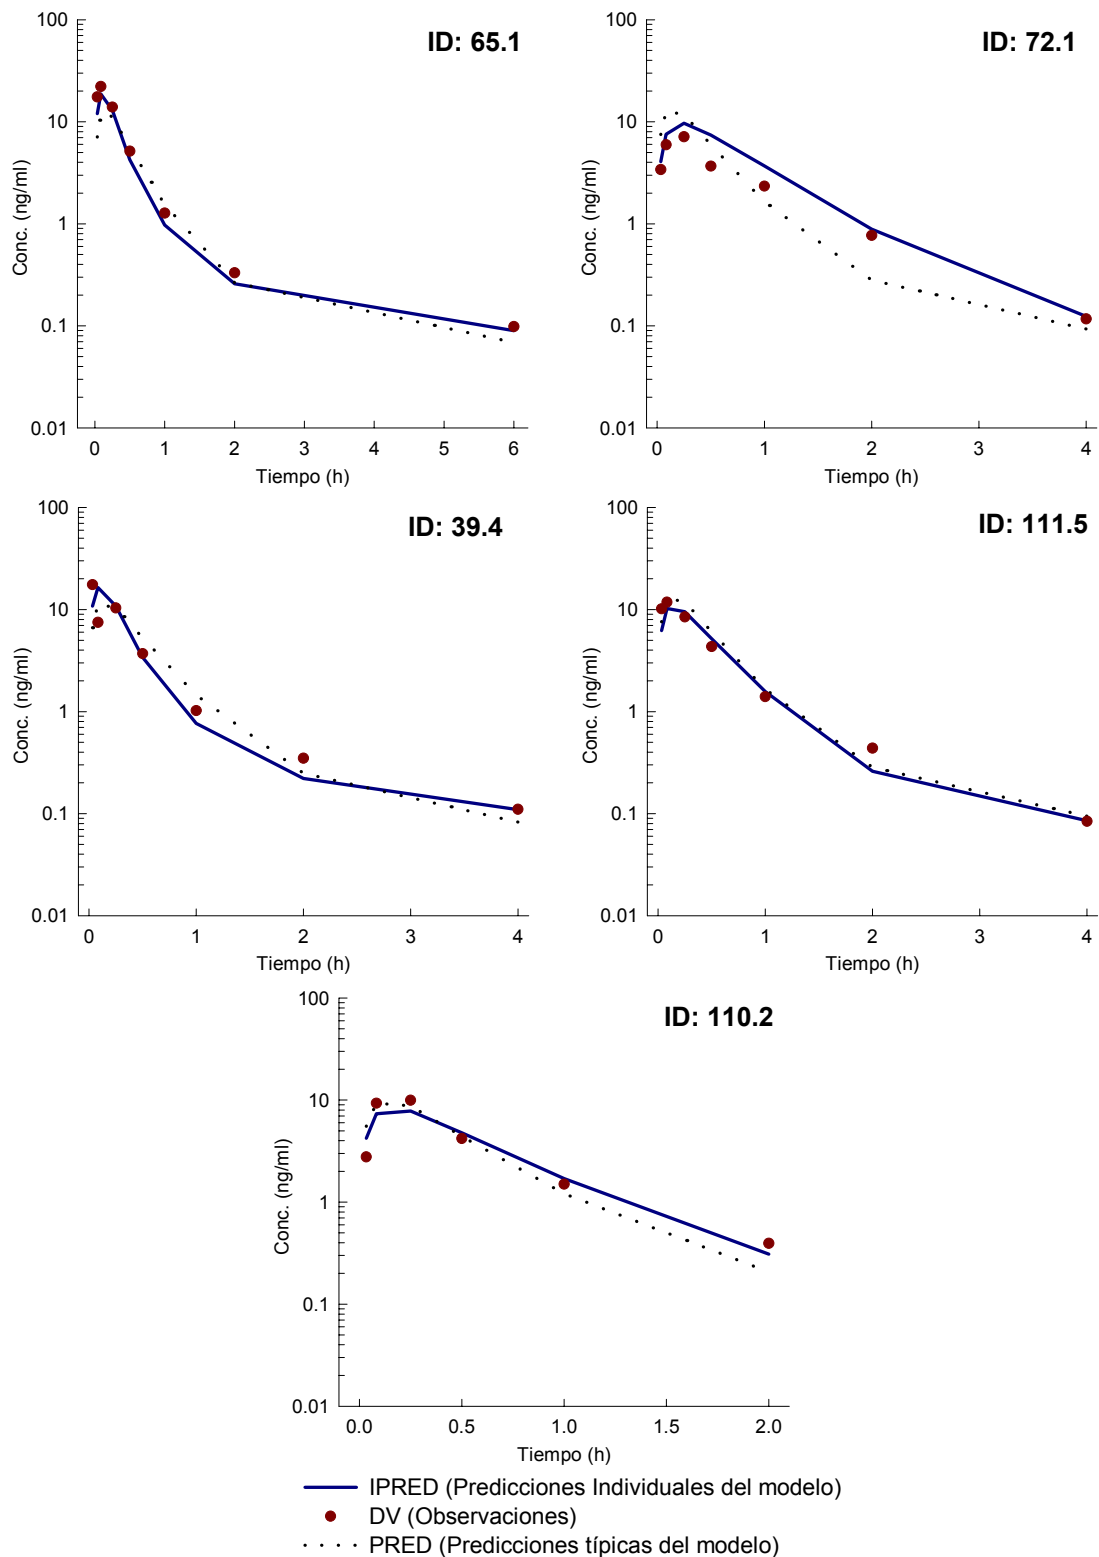 ID: 65.1
Conc. (ng/ml)
100
10
1
0.1
0.01
0 1 2 3 4 5 6
Tiempo (h)
ID: 72.1
Conc. (ng/ml)
100
10
1
0.1
0.01
0 1 2 3 4
Tiempo (h)
ID: 39.4
Conc. (ng/ml)
100
10
1
0.1
0.01
0 1 2 3 4
Tiempo (h)
ID: 111.5
Conc. (ng/ml)
100
10
1
0.1
0.01
0 1 2 3 4
Tiempo (h)
ID: 110.2
Conc. (ng/ml)
100
10
1
0.1
0.01
0.0 0.5 1.0 1.5 2.0
Tiempo (h)
IPRED (Predicciones Individuales del modelo)
DV (Observaciones)
PRED (Predicciones típicas del modelo)